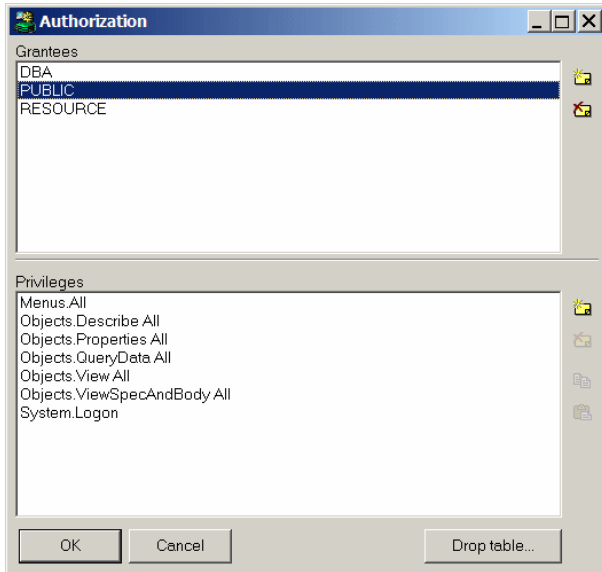 Authorization
Grantees
DBA
PUBLIC
RESOURCE
Privileges
Menus.All
Objects.Describe All
Objects.Properties All
Objects.QueryData All
Objects.View All
Objects.ViewSpecAndBody All
System.Logon
OK Cancel Drop table...